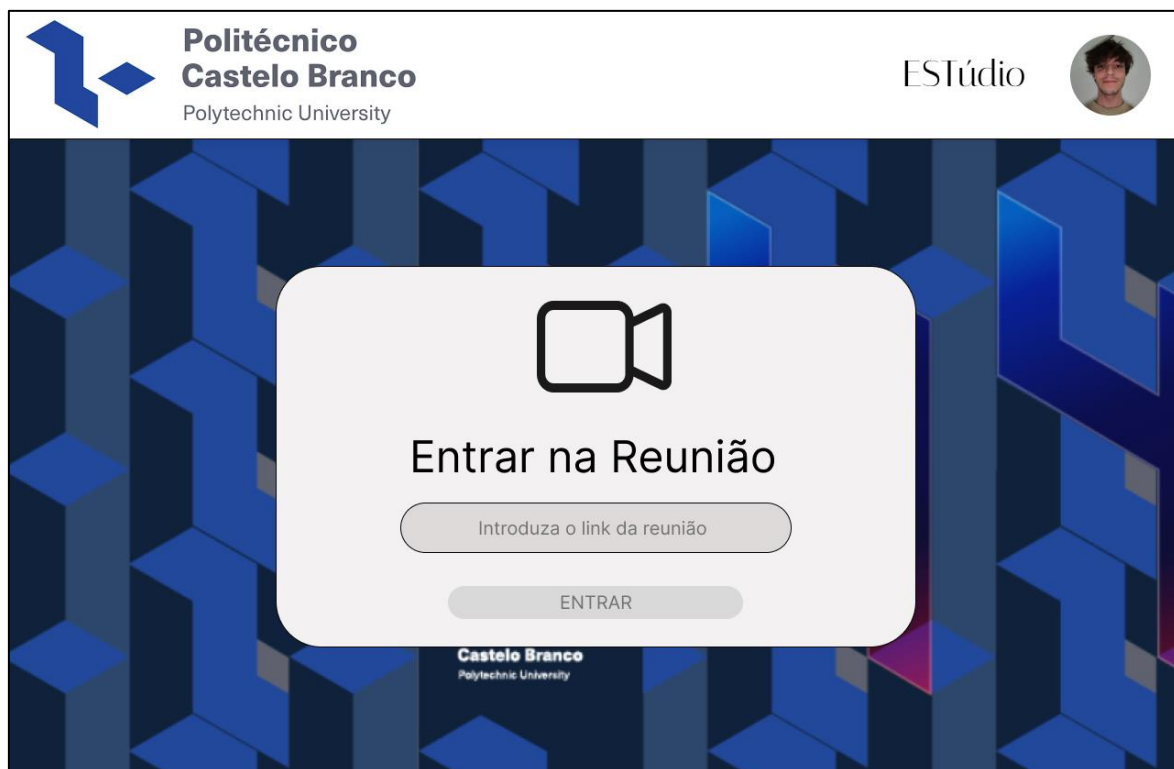 Politécnico
Castelo Branco
Polytechnic University
ESTúdio
Entrar na Reunião
Introduza o link da reunião
ENTRAR
Castelo Branco
Polytechnic University